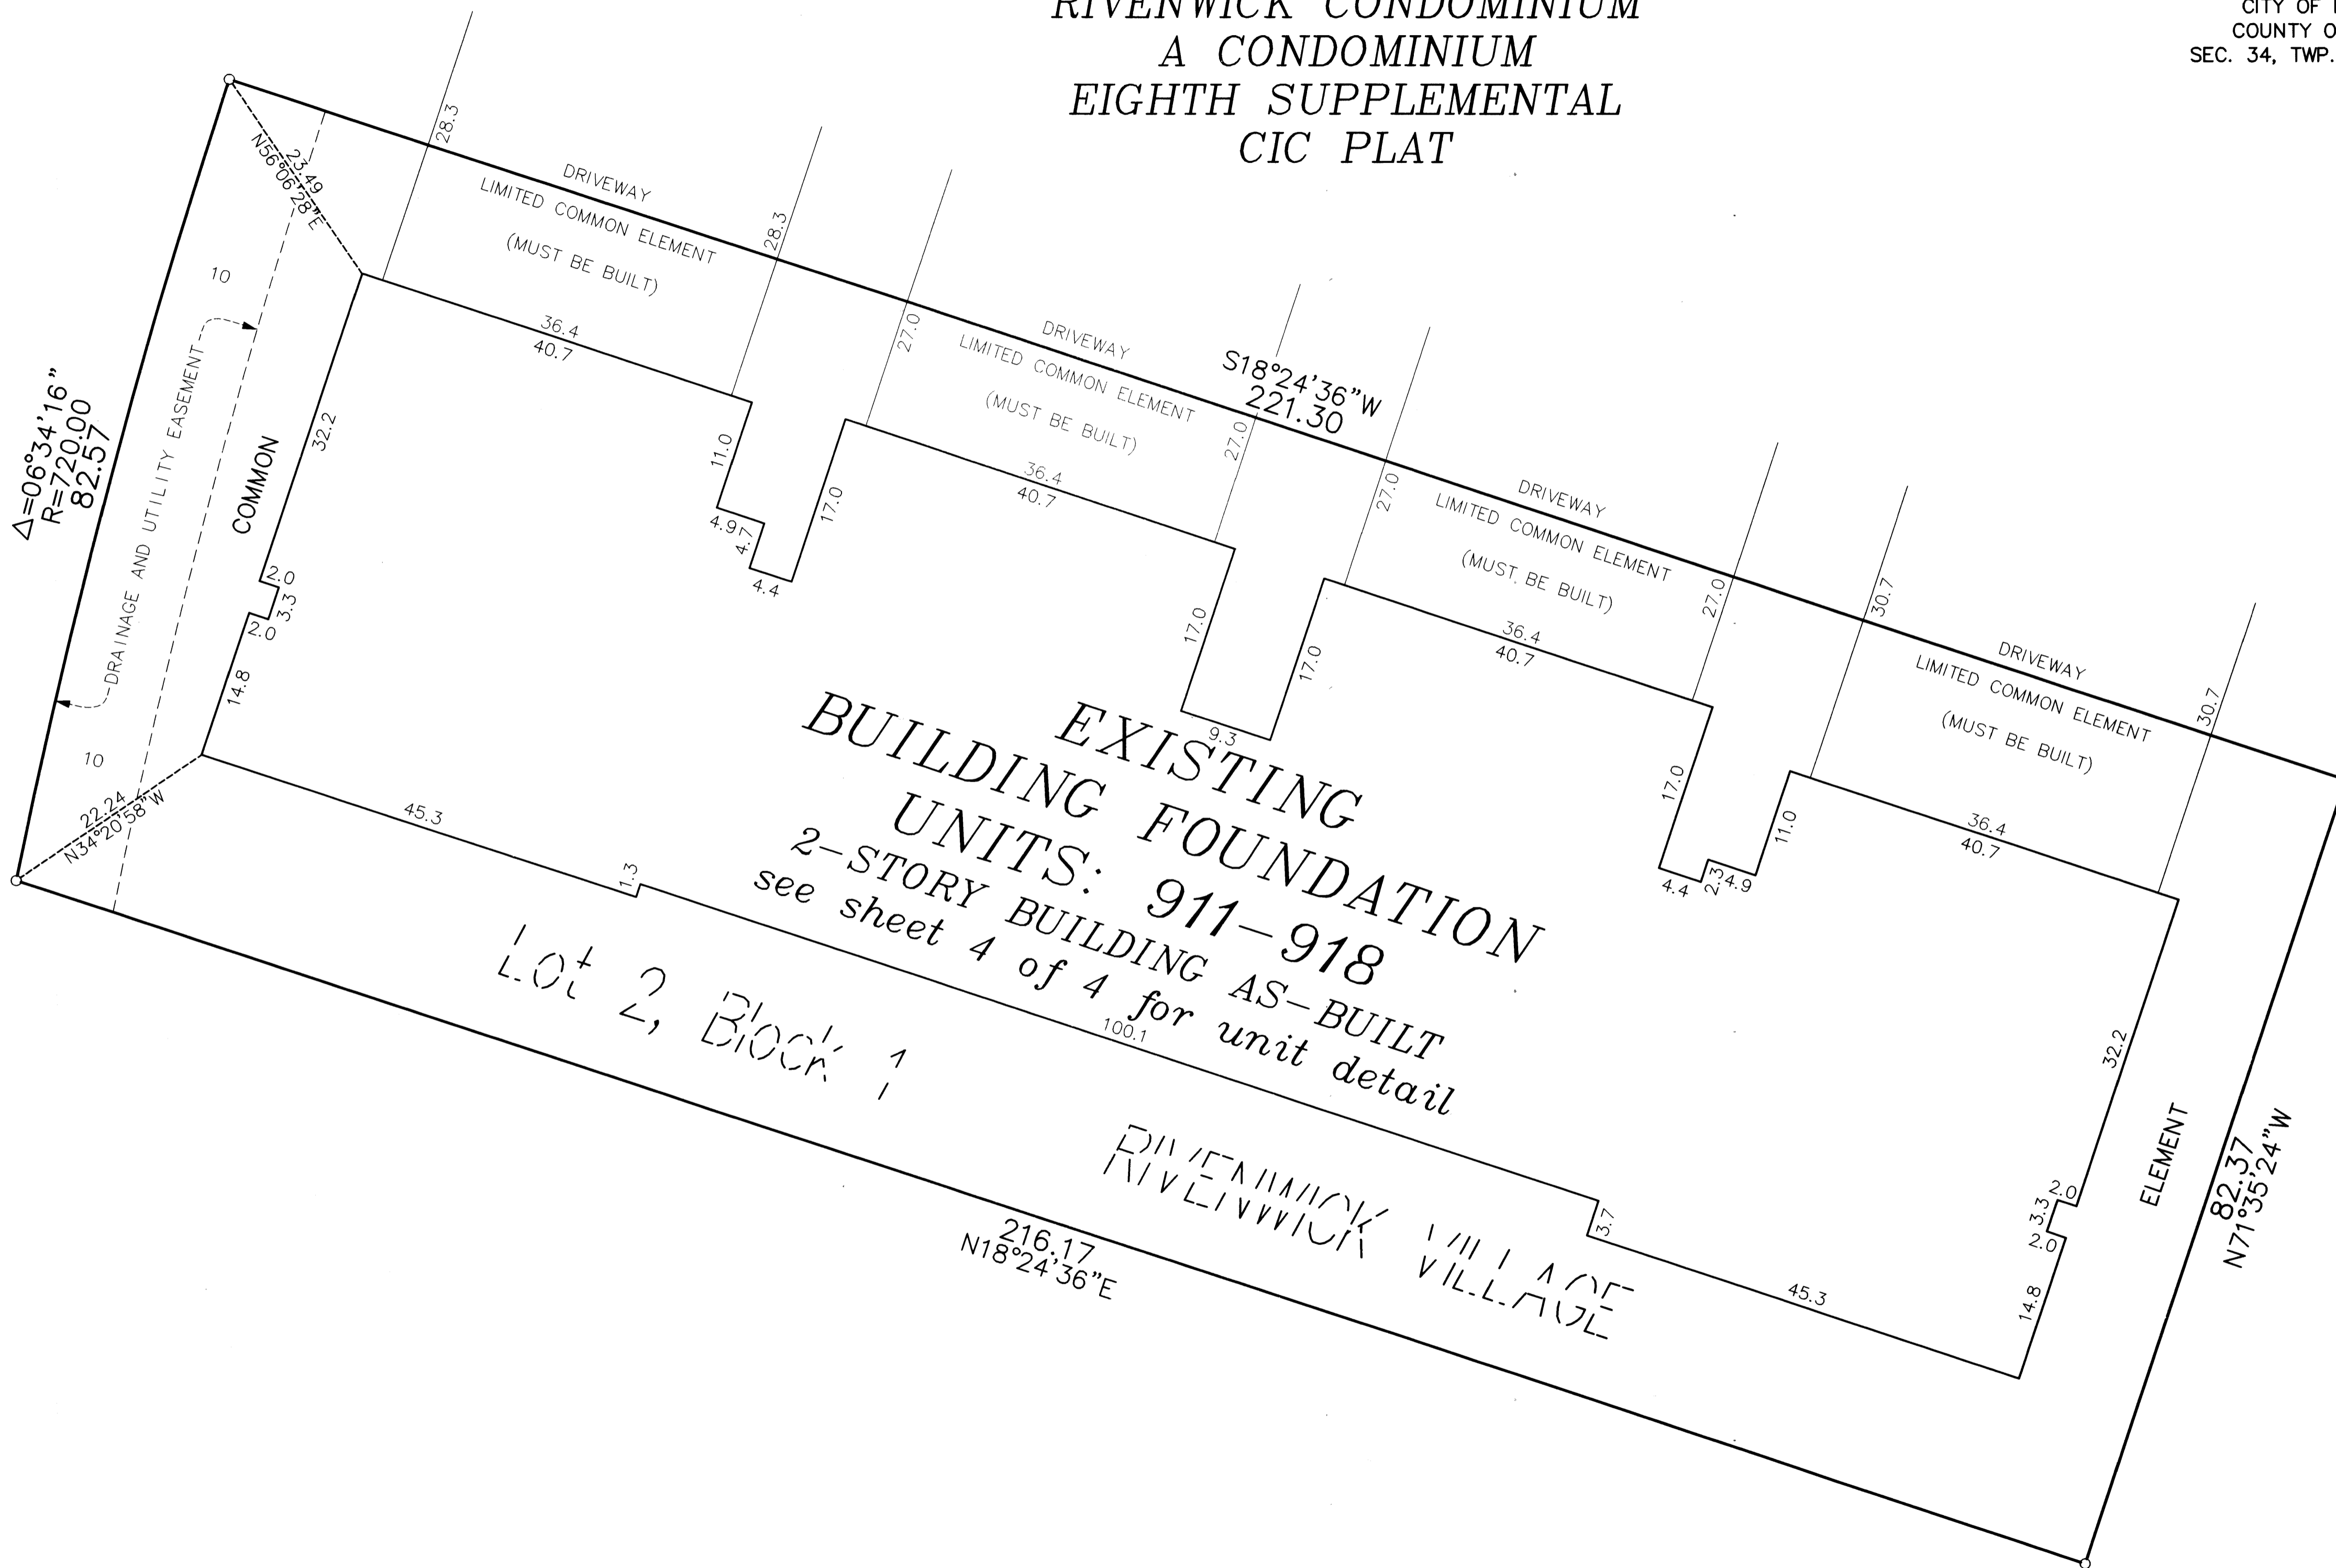 RIVENWICK CONDOMINIUM
A CONDOMINIUM
EIGHTH SUPPLEMENTAL
CIC PLAT
CITY OF
COUNTY O
SEC. 34, TWP.
28.3
23.49
N56°06'28"E
DRIVEWAY
LIMITED COMMON ELEMENT
(MUST BE BUILT)
28.3
10
36.4
40.7
27.0
DRIVEWAY
LIMITED COMMON ELEMENT
(MUST BE BUILT)
S18°24'36"W
221.30
27.0
36.4
40.7
27.0
DRIVEWAY
LIMITED COMMON ELEMENT
(MUST BE BUILT)
27.0
36.4
40.7
30.7
DRIVEWAY
LIMITED COMMON ELEMENT
(MUST BE BUILT)
30.7
36.4
40.7
Δ=06°34'16"
R=720.00
82.57
DRAINAGE AND UTILITY EASEMENT
COMMON
32.2
11.0
4.9
4.7
4.4
17.0
17.0
9.3
17.0
17.0
4.4
2.3
4.9
11.0
2.0
3.3
2.0
14.8
10
22.24
N34°20'58"W
45.3
1.3
EXISTING
BUILDING FOUNDATION
UNITS: 911-918
2-STORY BUILDING AS-BUILT
see sheet 4 of 4 for unit detail
100.1
Lot 2, Block 1
RIVENWICK VILLAGE
RIVENWICK VILLAGE
216.17
N18°24'36"E
3.7
45.3
32.2
2.0
3.3
2.0
14.8
ELEMENT
82.37
N71°35'24"W